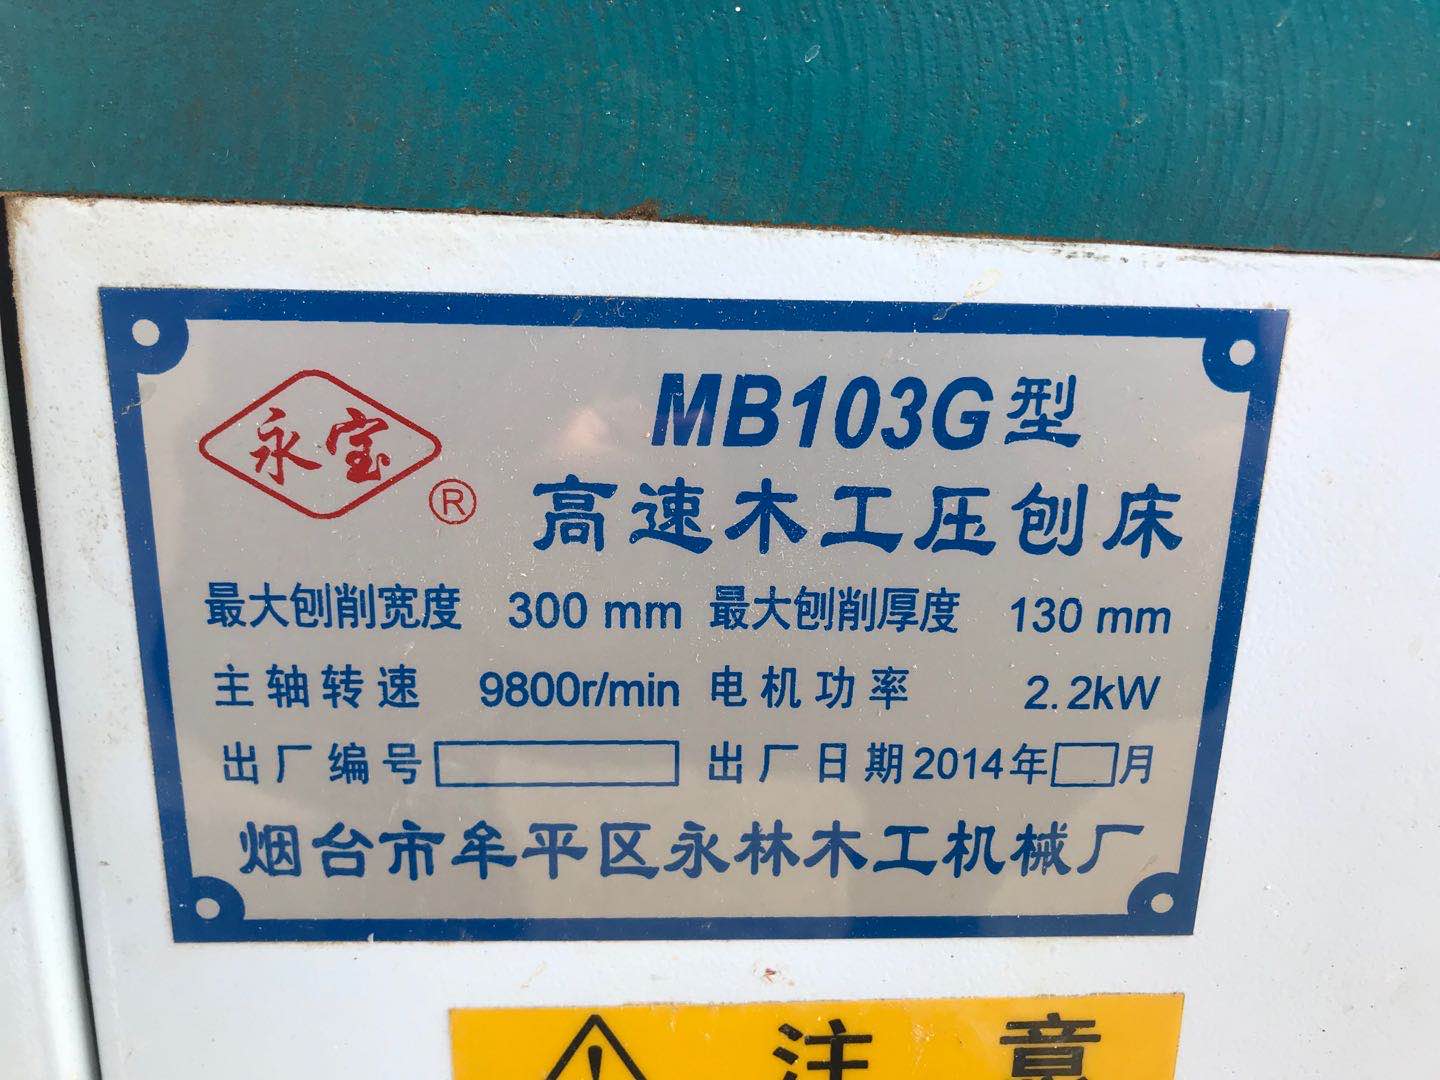 永宝
®
MB103G型
高速木工压刨床
最大刨削宽度 300 mm 最大刨削厚度 130 mm
主轴转速 9800r/min 电机功率 2.2kW
出厂编号 出厂日期2014年 月
烟台市牟平区永林木工机械厂
注意